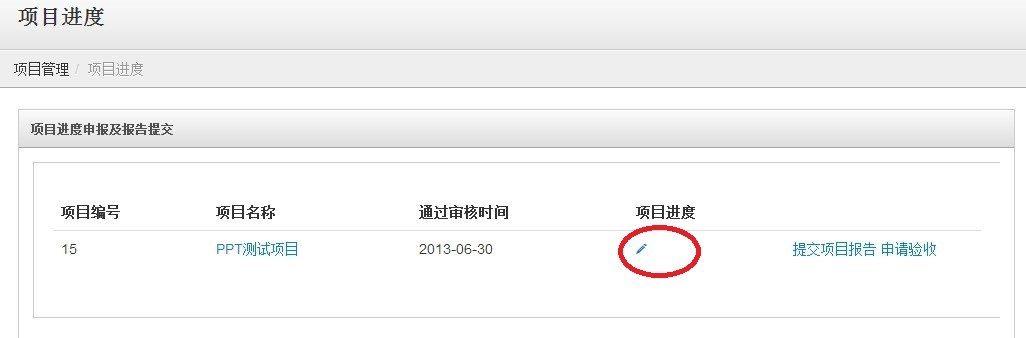 项目进度
项目管理 / 项目进度
项目进度申报及报告提交
项目编号 项目名称 通过审核时间 项目进度
15 PPT测试项目 2013-06-30 提交项目报告 申请验收